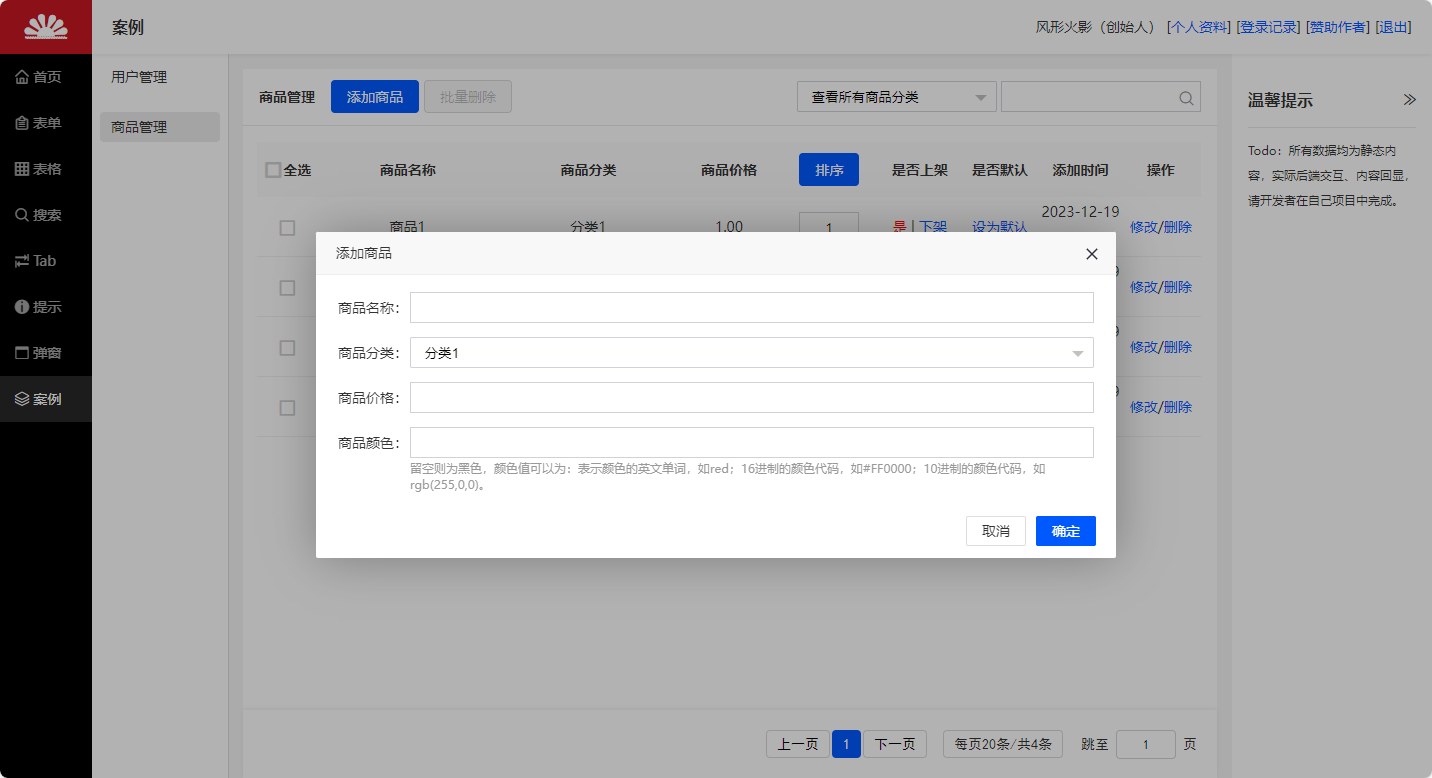 案例
风形火影（创始人） [个人资料] [登录记录] [赞助作者] [退出]
首页
表单
表格
搜索
Tab
提示
弹窗
案例
用户管理
商品管理
商品管理 添加商品 批量删除 查看所有商品分类
全选 商品名称 商品分类 商品价格 排序 是否上架 是否默认 添加时间 操作
商品1 分类1 1.00 1 是 | 下架 设为默认 2023-12-19 修改/删除
9 修改/删除
9 修改/删除
9 修改/删除
添加商品
商品名称：
商品分类： 分类1
商品价格：
商品颜色：
留空则为黑色，颜色值可以为：表示颜色的英文单词，如red；16进制的颜色代码，如#FF0000；10进制的颜色代码，如
rgb(255,0,0)。
取消 确定
上一页 1 下一页 每页20条/共4条 跳至 1 页
温馨提示
Todo：所有数据均为静态内
容，实际后端交互、内容回显，
请开发者在自己项目中完成。